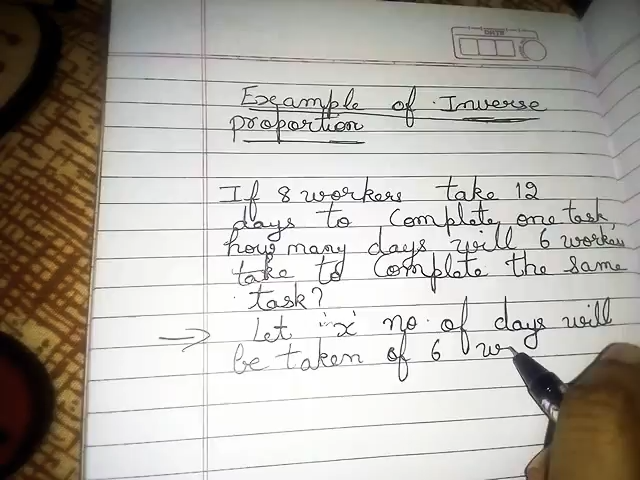 DATE
Example of Inverse
proportion
If 8 workers take 12
days to complete one task,
how many days will 6 workers
take to complete the same
task?
Let 'x' no. of days will
be taken of 6 w